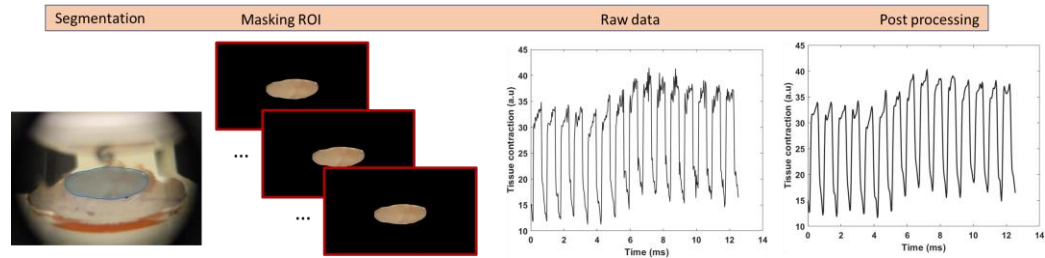 Segmentation Masking ROI Raw data Post processing
...
...
45
40
35
30
25
20
15
10
Tissue contraction (a.u)
0 2 4 6 8 10 12 14
Time (ms)
45
40
35
30
25
20
15
10
Tissue contraction (a.u)
0 2 4 6 8 10 12 14
Time (ms)